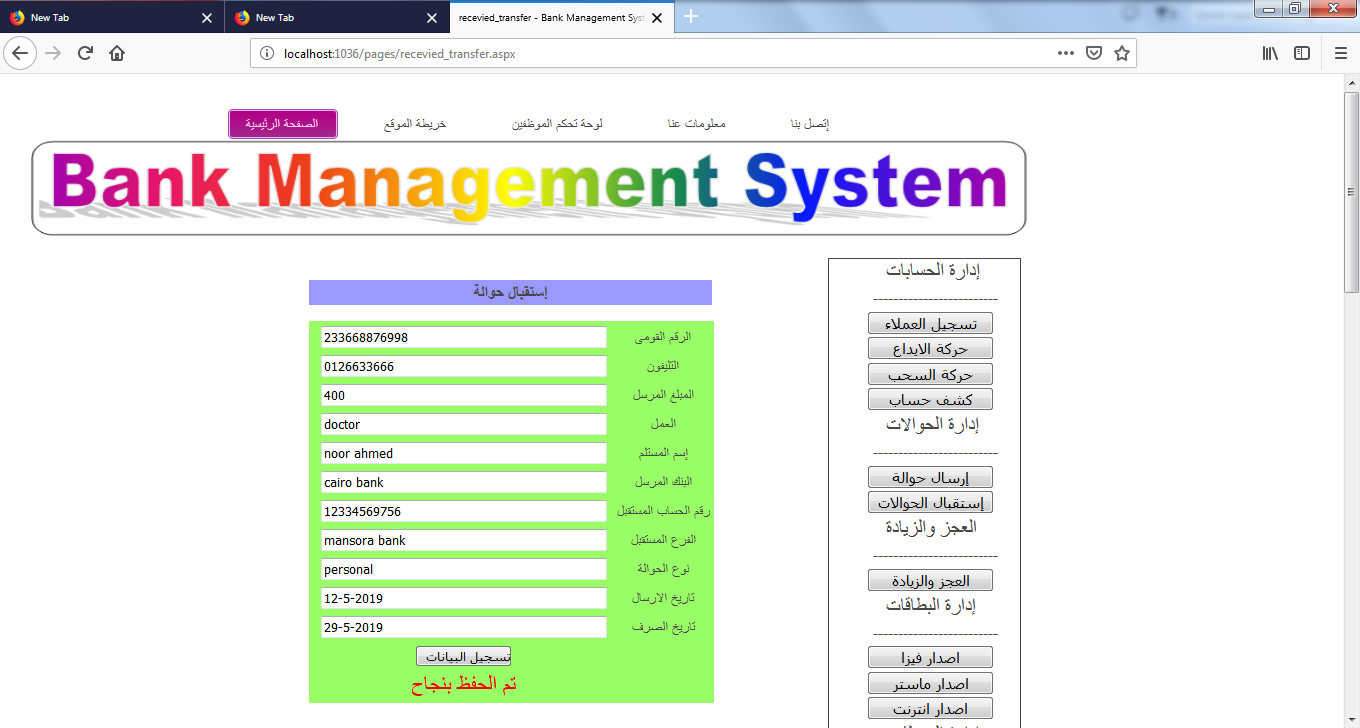 New Tab
New Tab
recevied_transfer - Bank Management Syst
localhost:1036/pages/recevied_transfer.aspx
الصفحة الرئيسية
خريطة الموقع
لوحة تحكم الموظفين
معلومات عنا
إتصل بنا
Bank Management System
إستقبال حوالة
الرقم القومى 233668876998
التليفون 0126633666
المبلغ المرسل 400
العمل doctor
إسم المستلم noor ahmed
البنك المرسل cairo bank
رقم الحساب المستقبل 12334569756
الفرع المستقبل mansora bank
نوع الحوالة personal
تاريخ الارسال 12-5-2019
تاريخ الصرف 29-5-2019
تسجيل البيانات
تم الحفظ بنجاح
إدارة الحسابات
-------------------------
تسجيل العملاء
حركة الايداع
حركة السحب
كشف حساب
إدارة الحوالات
-------------------------
إرسال حوالة
إستقبال الحوالات
العجز والزيادة
-------------------------
العجز والزيادة
إدارة البطاقات
-------------------------
اصدار فيزا
اصدار ماستر
اصدار انترنت